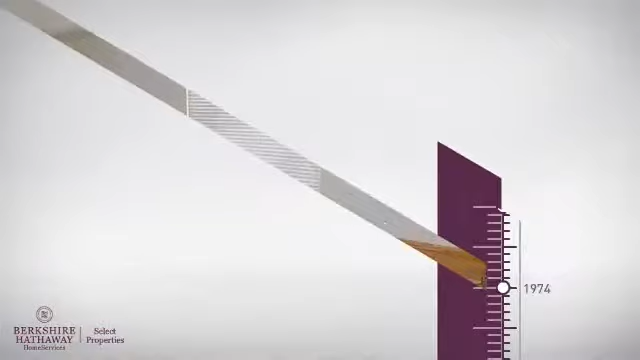 1974
BERKSHIRE
HATHAWAY
HomeServices
Select
Properties